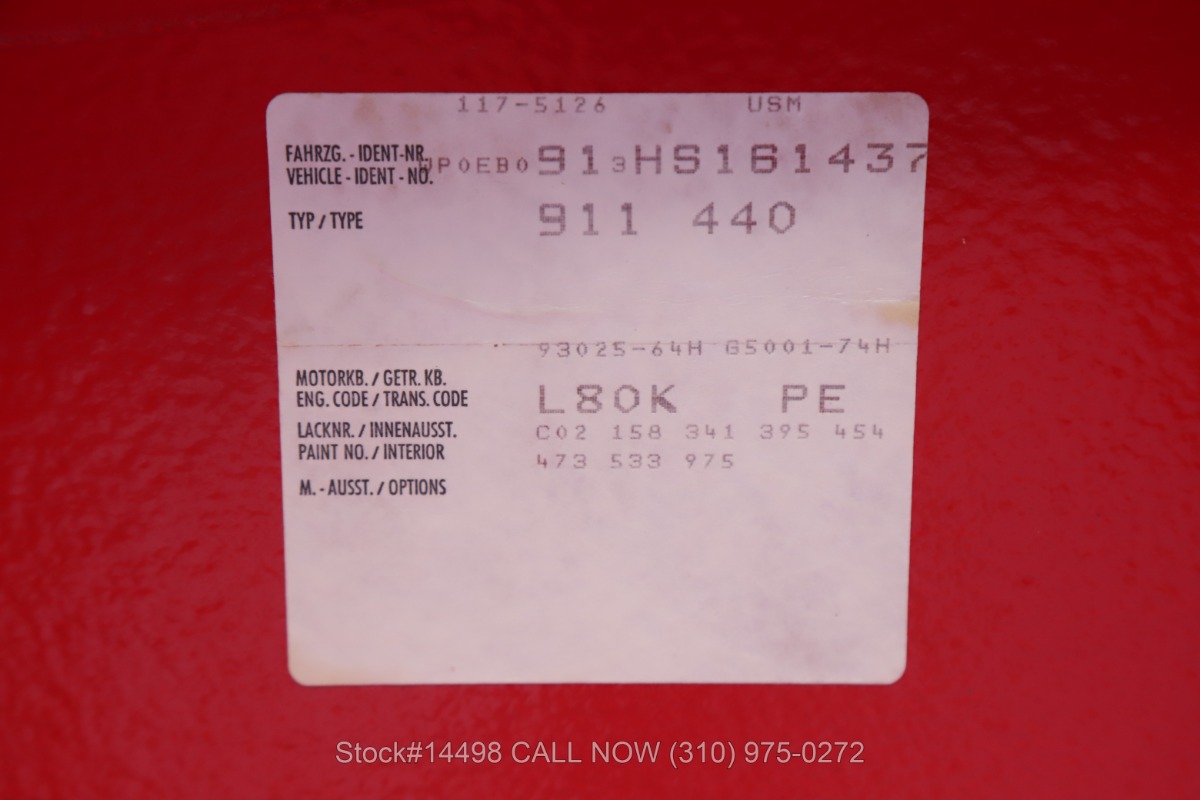 117-5126 USM
FAHRZG. - IDENT-NR.
VEHICLE - IDENT - NO.
WP0EB0913HS161437
TYP / TYPE 911 440
93025-64H G5001-74H
MOTORKB. / GETR. KB.
ENG. CODE / TRANS. CODE L80K PE
LACKNR. / INNENAUSST. C02 158 341 395 454
PAINT NO. / INTERIOR 473 533 975
M. - AUSST. / OPTIONS
Stock#14498 CALL NOW (310) 975-0272